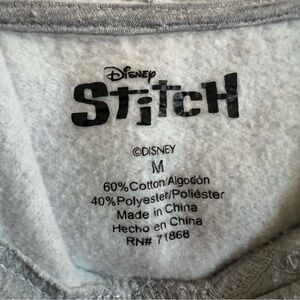 Disney
Stitch
©DISNEY
M
60% Cotton/Algodón
40% Polyester/Poliéster
Made in China
Hecho en China
RN# 71868